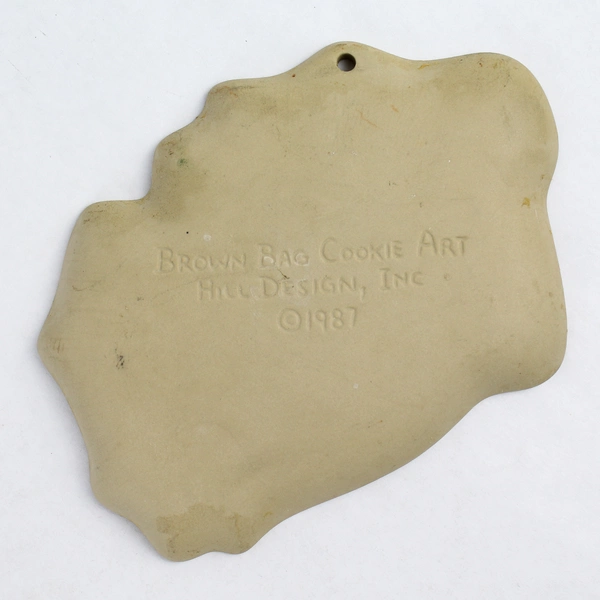 BROWN BAG COOKIE ART
HILL DESIGN, INC
©1987